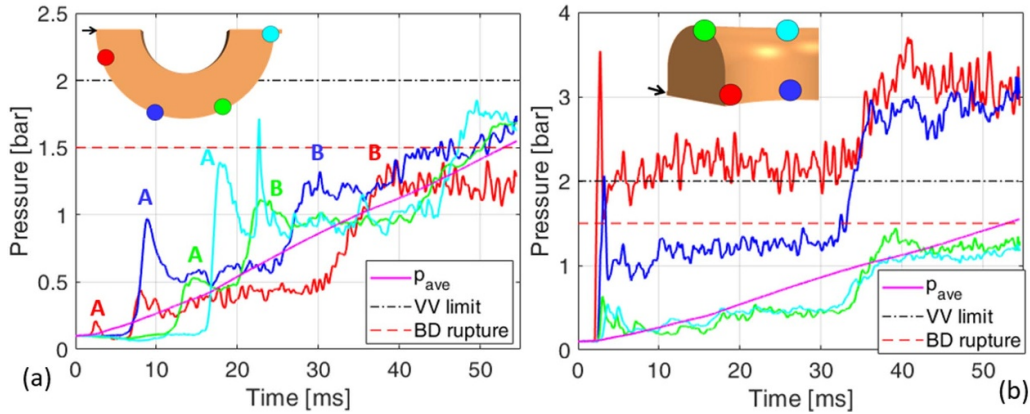 2.5
2
1.5
1
0.5
0
Pressure [bar]
A
A
A
A
B
B
B
p_ave
VV limit
BD rupture
0 10 20 30 40 50
Time [ms]
(a)
4
3
2
1
0
Pressure [bar]
p_ave
VV limit
BD rupture
0 10 20 30 40 50
Time [ms]
(b)